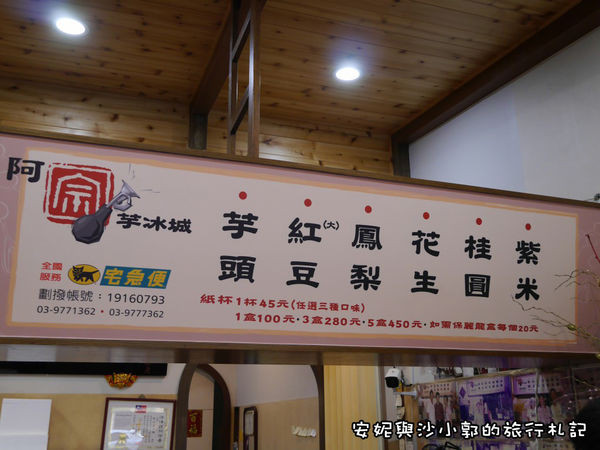 阿宗芋冰城
芋頭
紅(大)豆
鳳梨
花生
桂圓
紫米
全國服務 宅急便
劃撥帳號：19160793
03-9771362・03-9777362
紙杯1杯45元(任選三種口味)
1盒100元・3盒280元・5盒450元・如需保麗龍盒每個20元
安妮與沙小郭的旅行札記